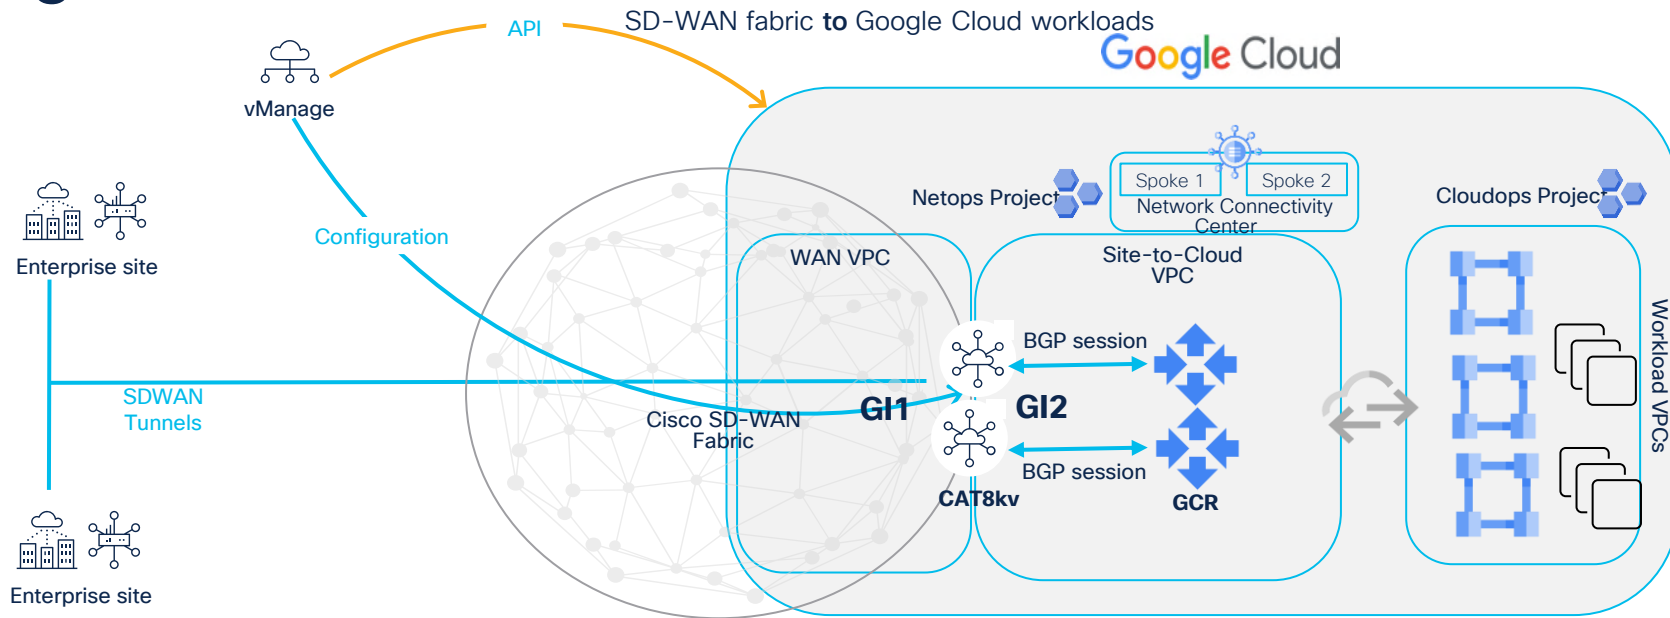 SD-WAN fabric to Google Cloud workloads
API
Google Cloud
vManage
Netops Project
Spoke 1
Spoke 2
Network Connectivity
Center
Cloudops Project
Configuration
Enterprise site
WAN VPC
Site-to-Cloud
VPC
Workload VPCs
BGP session
SDWAN
Tunnels
Cisco SD-WAN
Fabric
GI1
GI2
BGP session
CAT8kv
GCR
Enterprise site